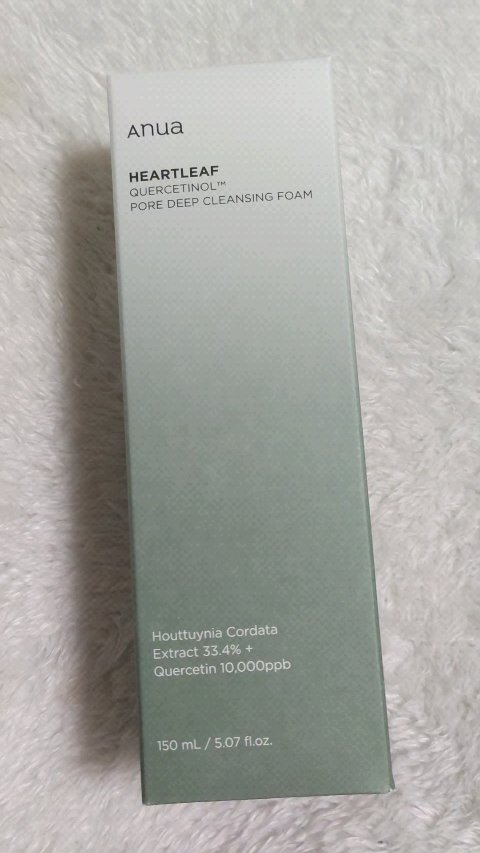 Anua
HEARTLEAF
QUERCETINOL™
PORE DEEP CLEANSING FOAM
Houttuynia Cordata
Extract 33.4% +
Quercetin 10,000ppb
150 mL / 5.07 fl.oz.